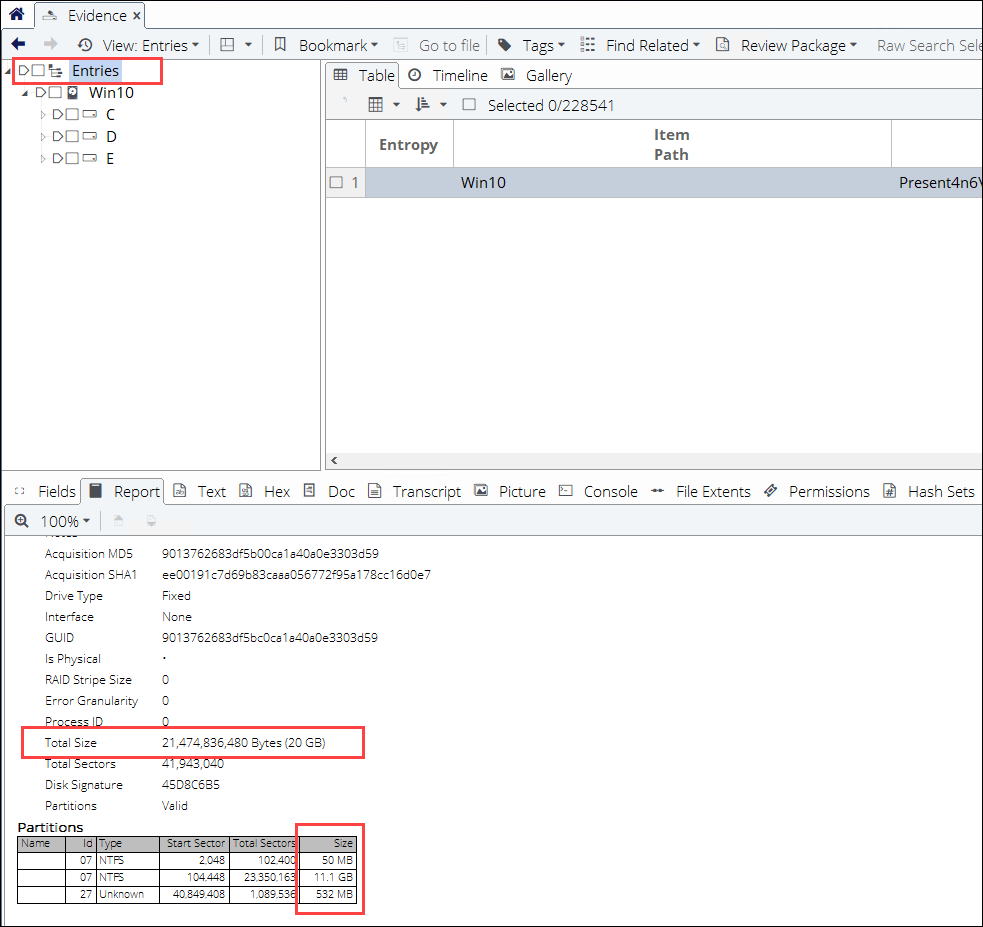 Evidence ×
View: Entries Bookmark Go to file Tags Find Related Review Package Raw Search Sele
Entries
Win10
C
D
E
Table Timeline Gallery
Selected 0/228541
Entropy Item Path
1 Win10 Present4n6\
Fields Report Text Hex Doc Transcript Picture Console File Extents Permissions Hash Sets
100%
Acquisition MD5 9013762683df5b00ca1a40a0e3303d59
Acquisition SHA1 ee00191c7d69b83caaa056772f95a178cc16d0e7
Drive Type Fixed
Interface None
GUID 9013762683df5bc0ca1a40a0e3303d59
Is Physical •
RAID Stripe Size 0
Error Granularity 0
Process ID 0
Total Size 21,474,836,480 Bytes (20 GB)
Total Sectors 41,943,040
Disk Signature 45D8C6B5
Partitions Valid
Partitions
Name Id Type Start Sector Total Sectors Size
07 NTFS 2,048 102,400 50 MB
07 NTFS 104,448 23,350,163 11.1 GB
27 Unknown 40,849,408 1,089,536 532 MB